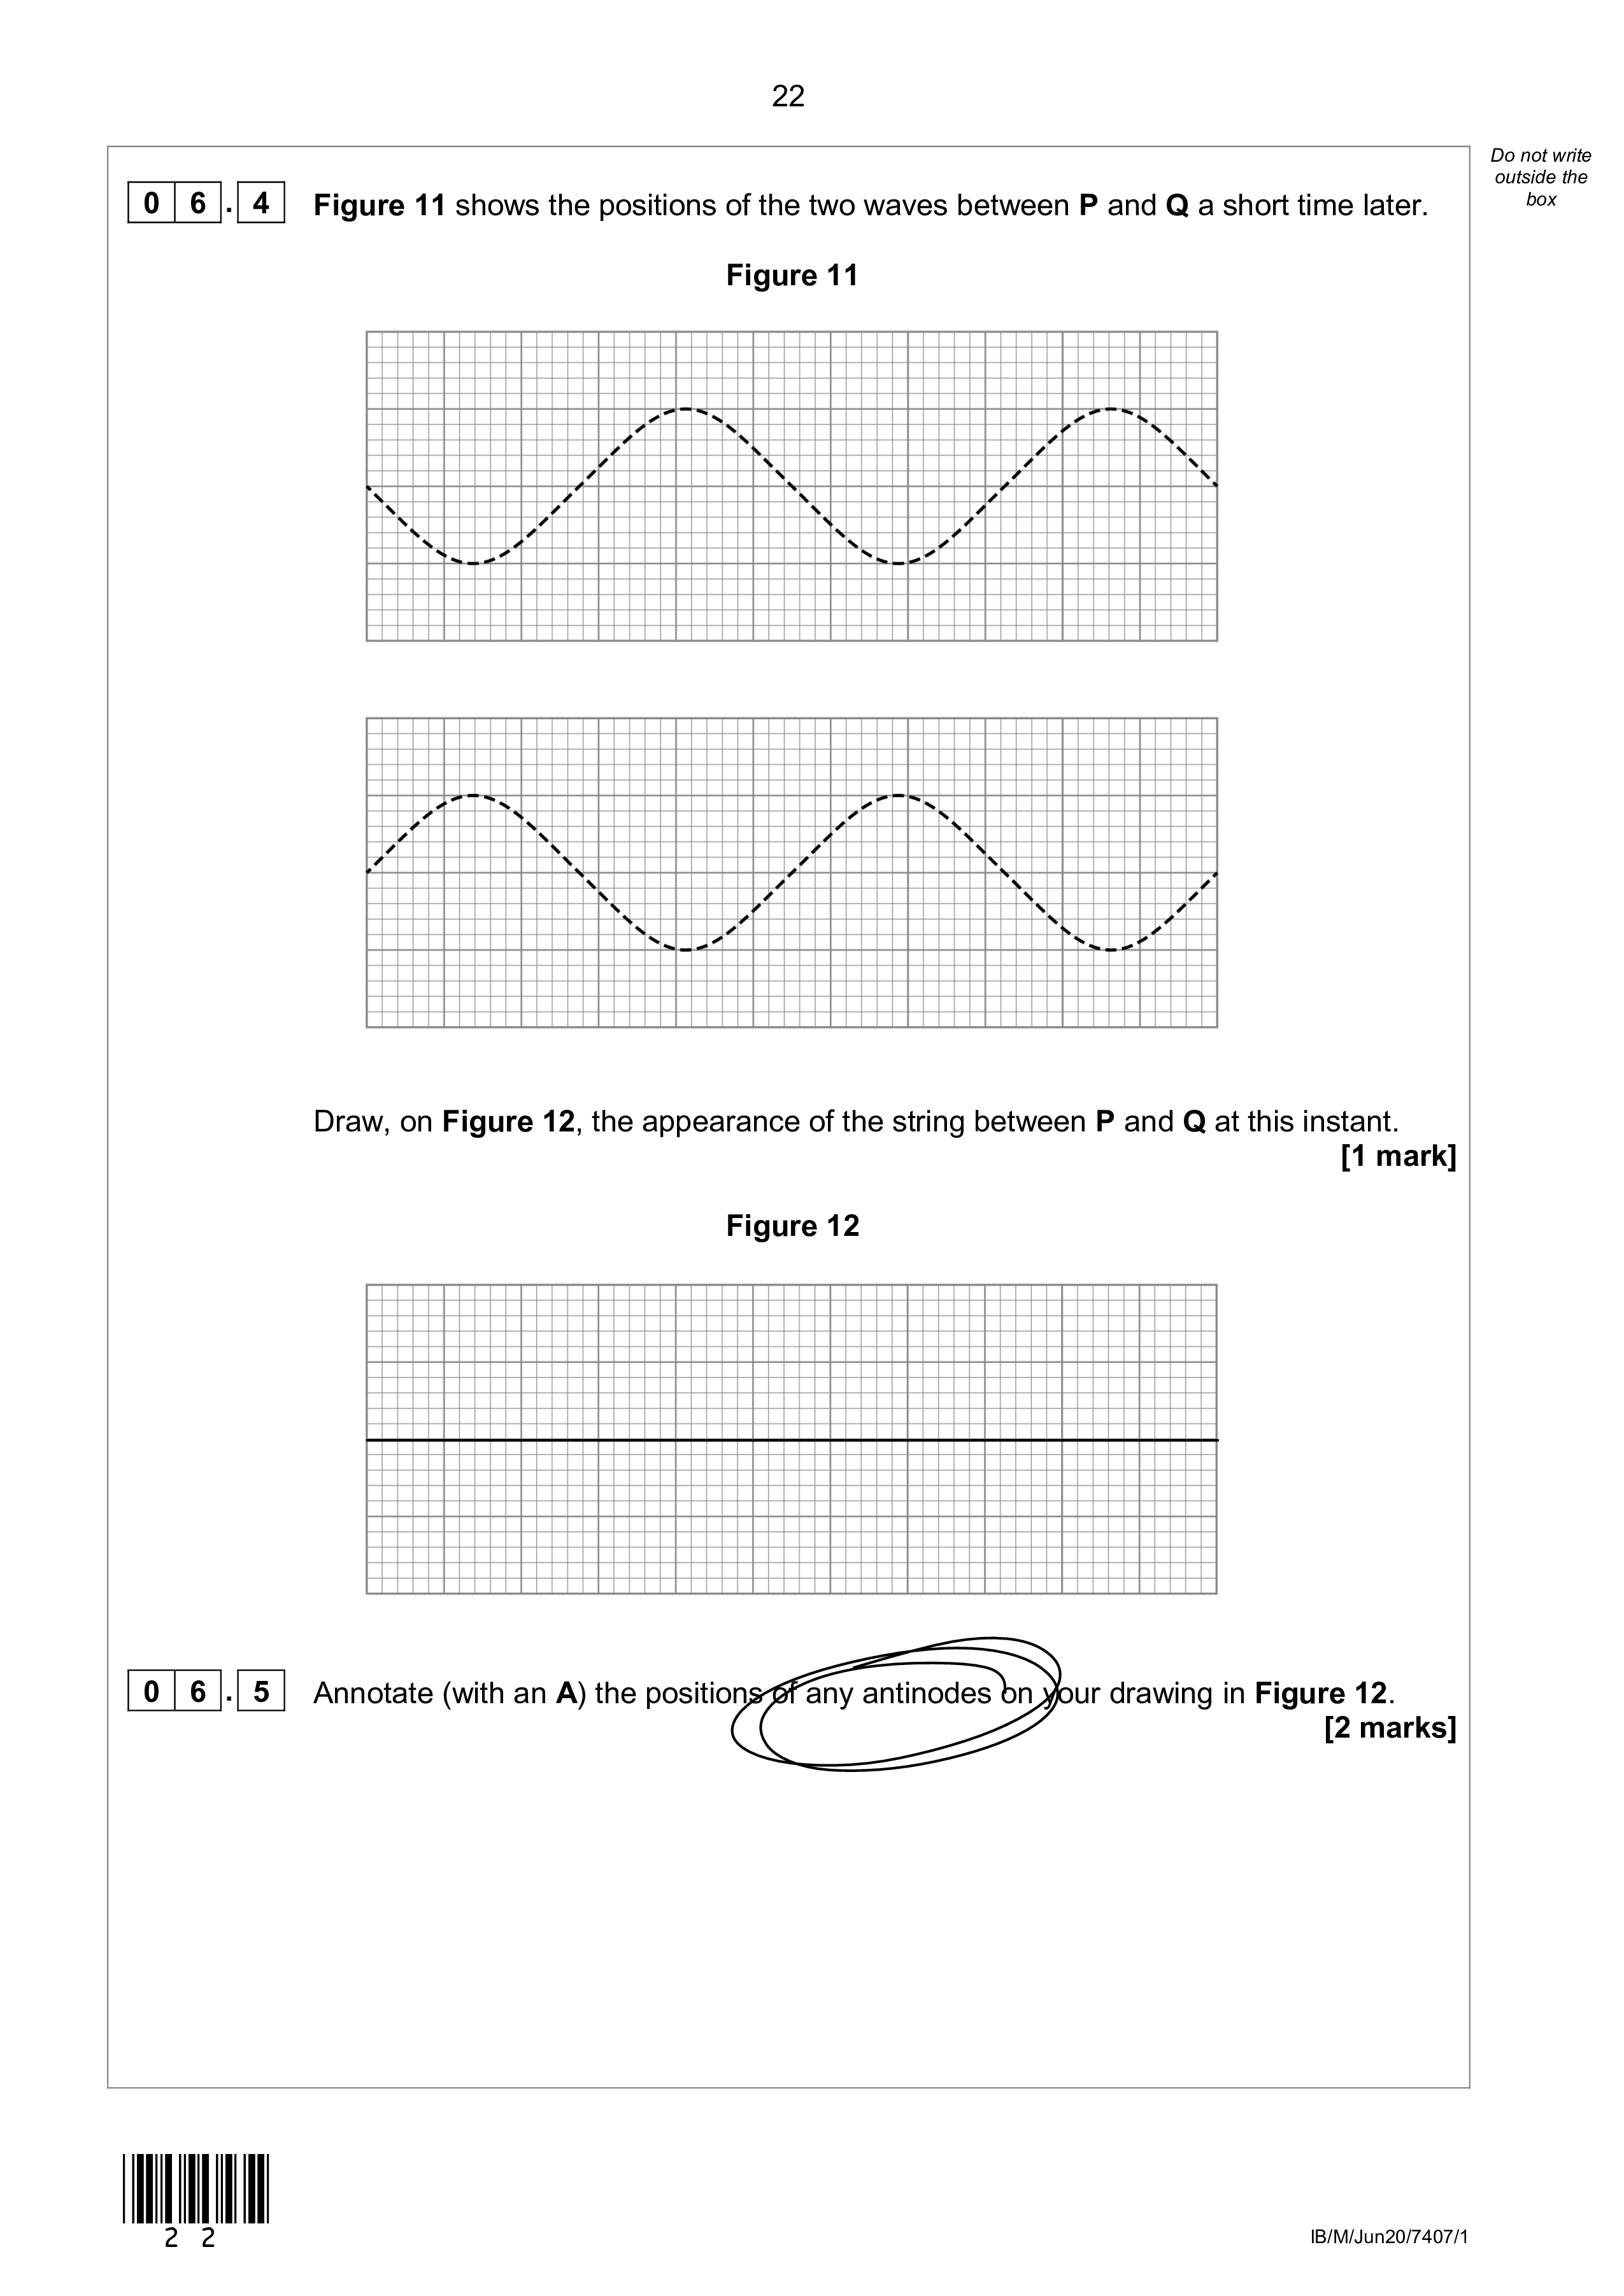 22
Do not write
outside the
box
0 6 . 4 Figure 11 shows the positions of the two waves between P and Q a short time later.
Figure 11
Draw, on Figure 12, the appearance of the string between P and Q at this instant.
[1 mark]
Figure 12
0 6 . 5 Annotate (with an A) the positions of any antinodes on your drawing in Figure 12.
[2 marks]
2 2
IB/M/Jun20/7407/1